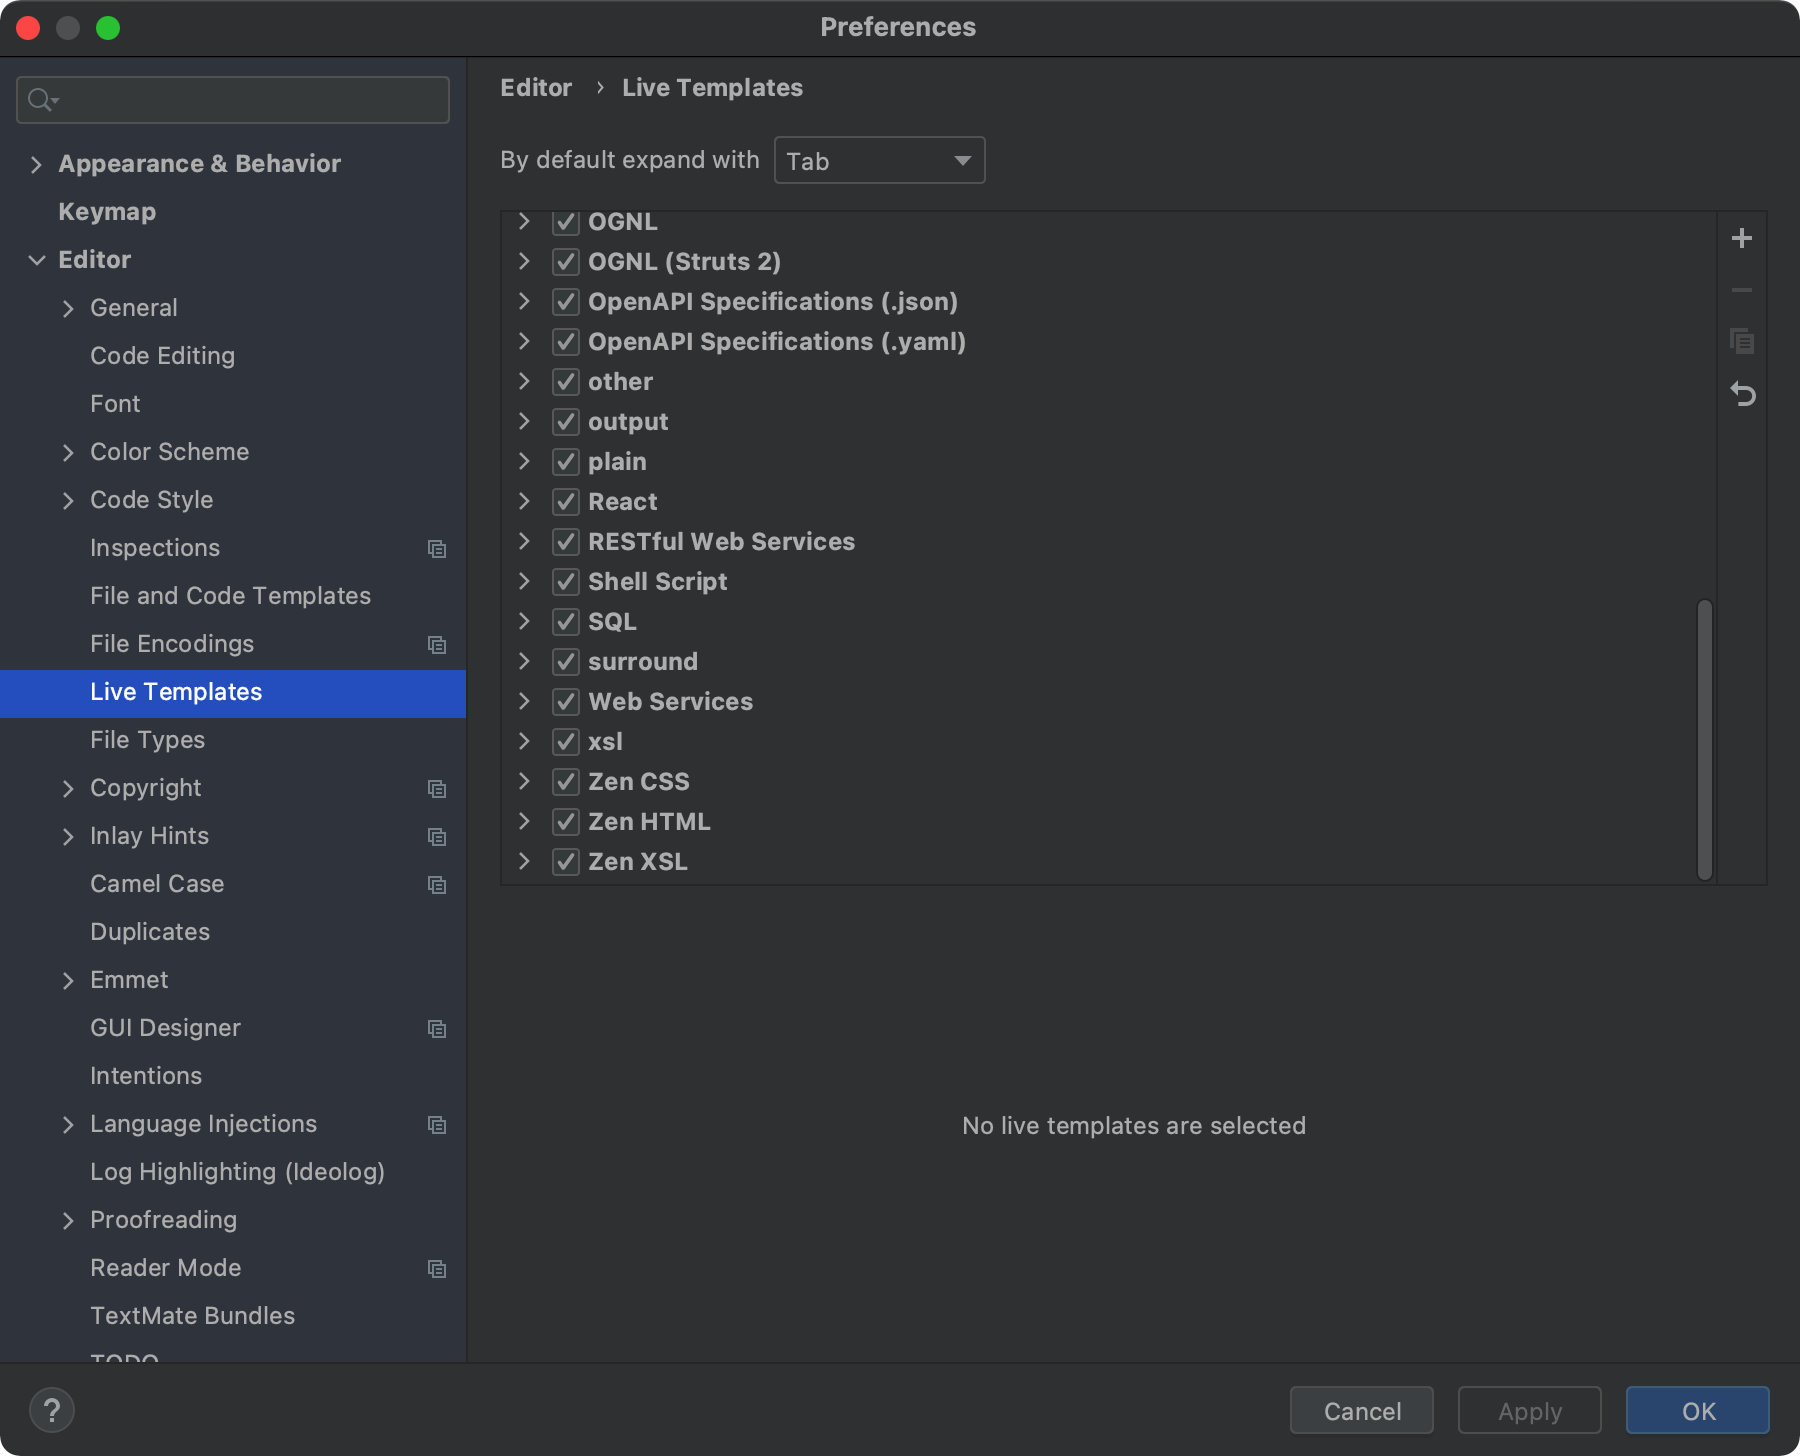 Preferences
Appearance & Behavior
Keymap
Editor
General
Code Editing
Font
Color Scheme
Code Style
Inspections
File and Code Templates
File Encodings
Live Templates
File Types
Copyright
Inlay Hints
Camel Case
Duplicates
Emmet
GUI Designer
Intentions
Language Injections
Log Highlighting (Ideolog)
Proofreading
Reader Mode
TextMate Bundles
TODO
Editor › Live Templates
By default expand with Tab
OGNL
OGNL (Struts 2)
OpenAPI Specifications (.json)
OpenAPI Specifications (.yaml)
other
output
plain
React
RESTful Web Services
Shell Script
SQL
surround
Web Services
xsl
Zen CSS
Zen HTML
Zen XSL
No live templates are selected
?
Cancel
Apply
OK